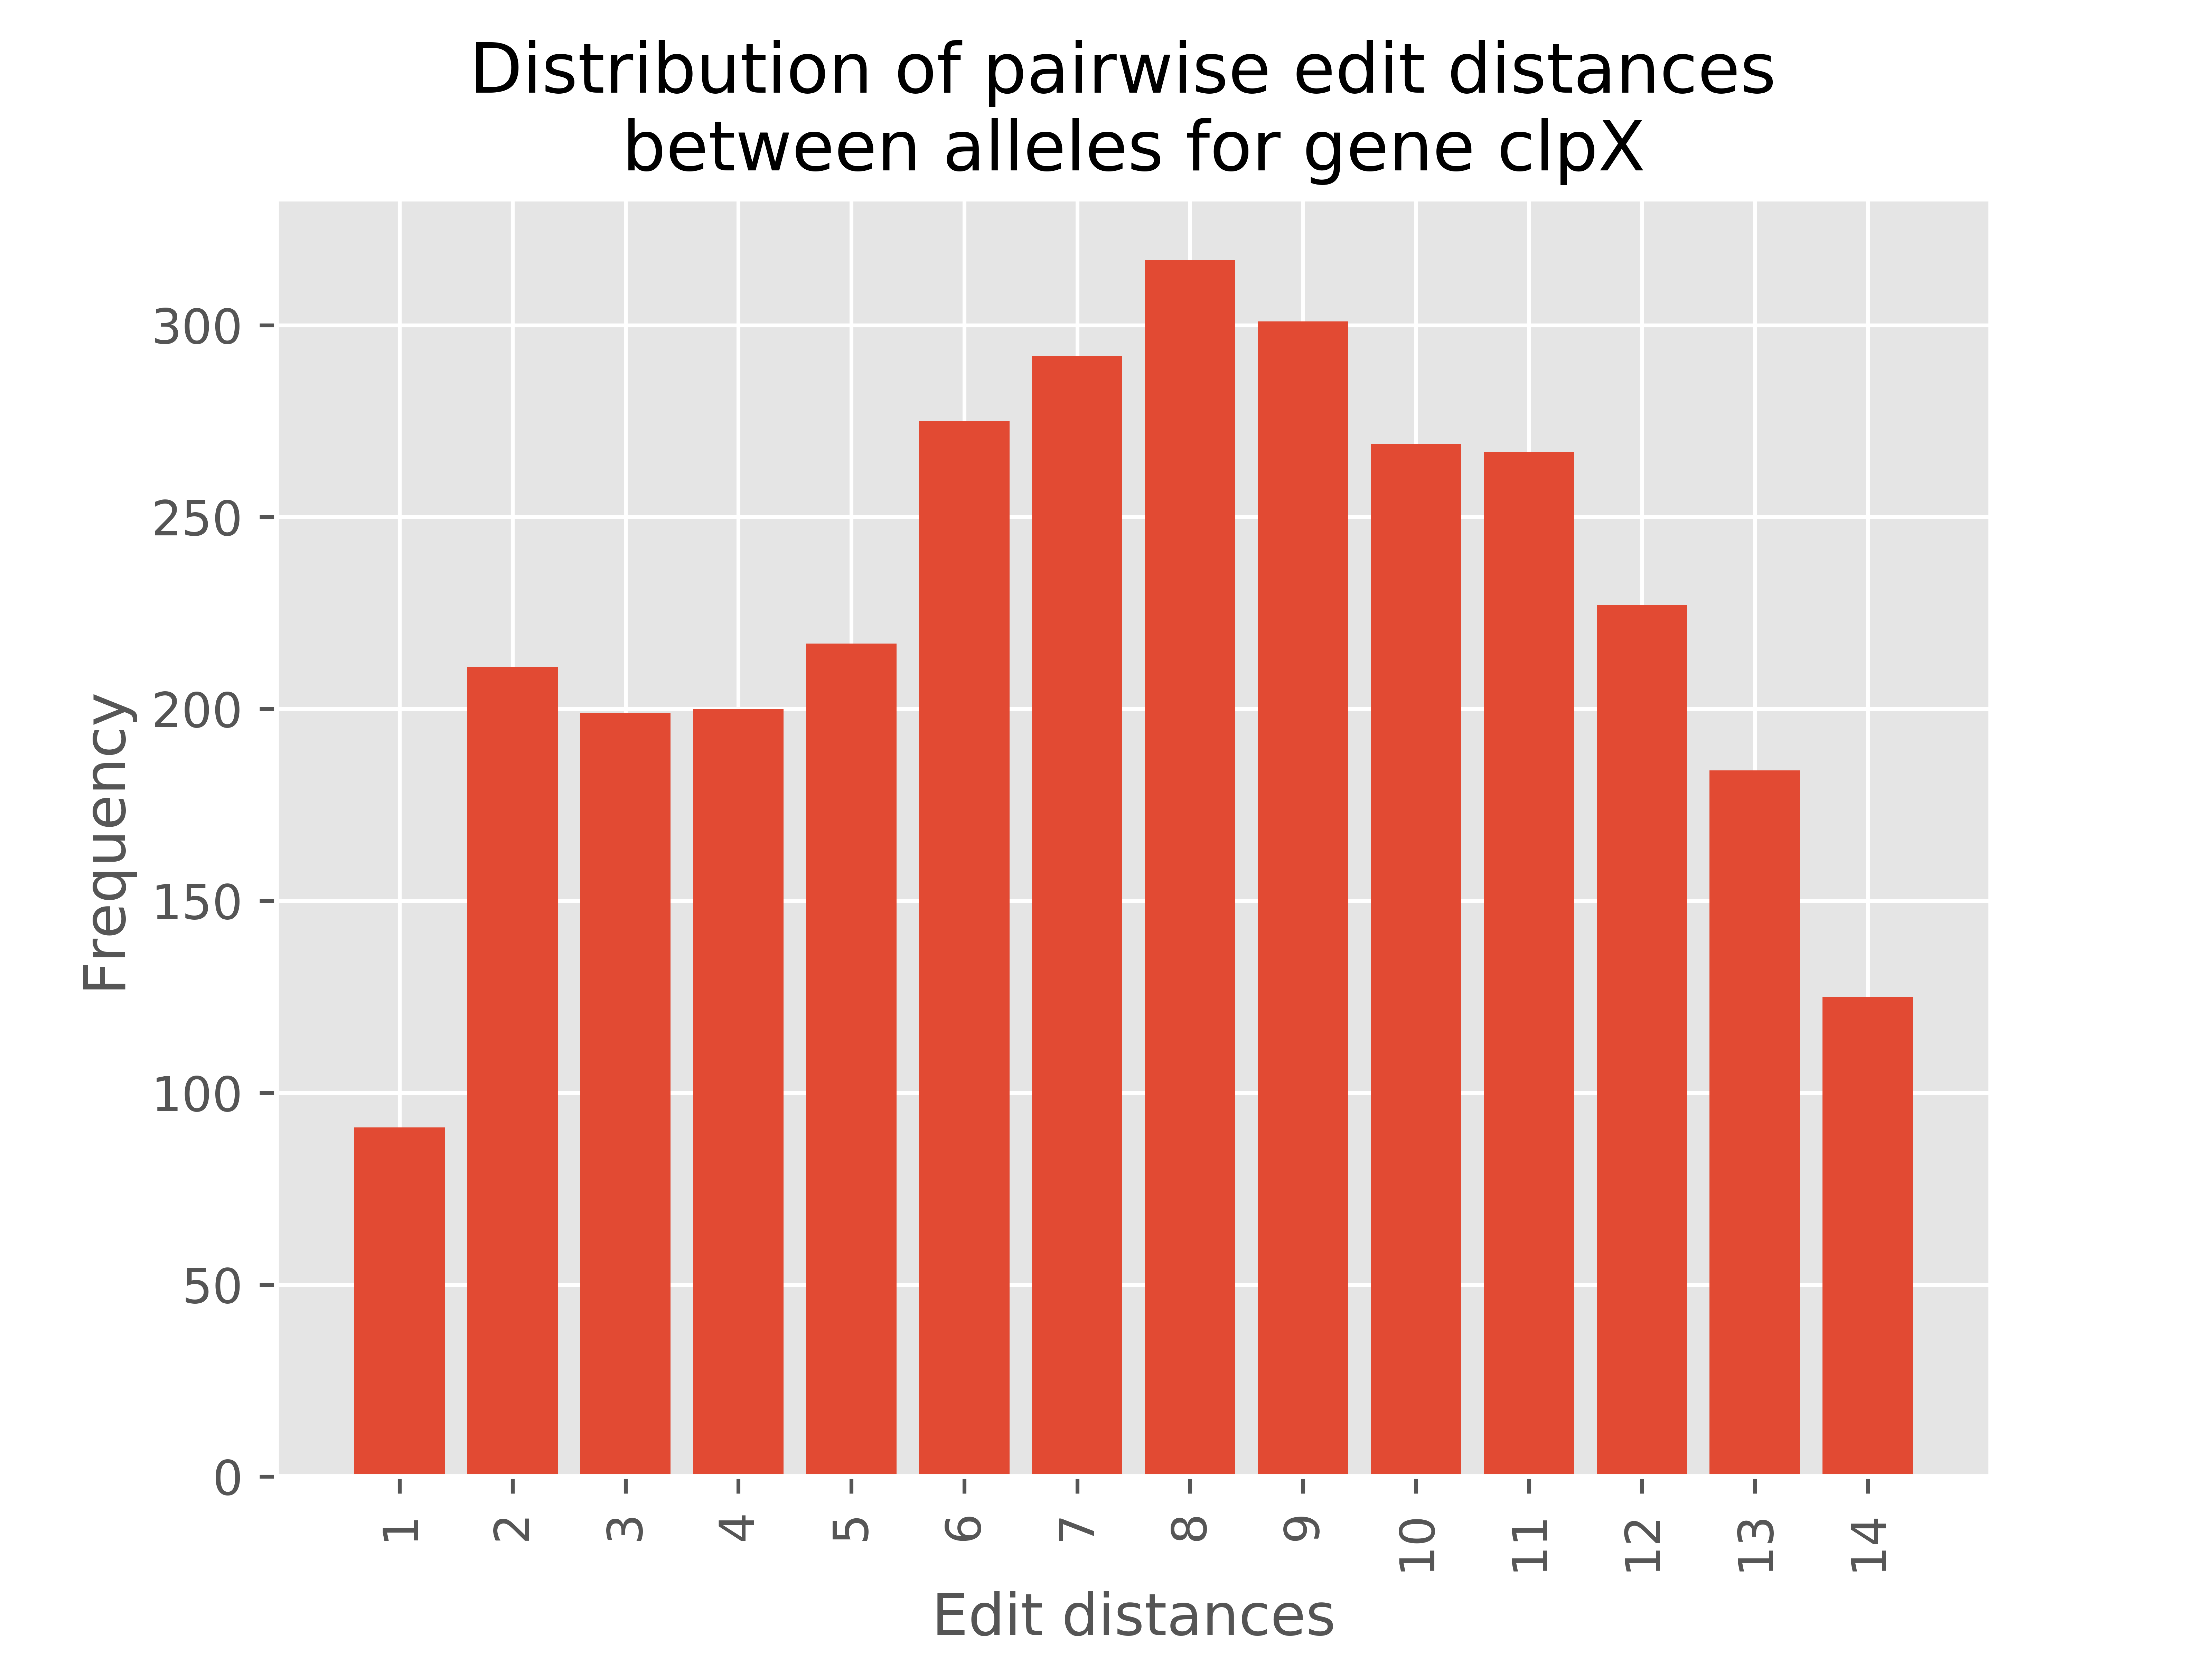 Distribution of pairwise edit distances
between alleles for gene clpX
Frequency
300
250
200
150
100
50
0
1 2 3 4 5 6 7 8 9 10 11 12 13 14
Edit distances